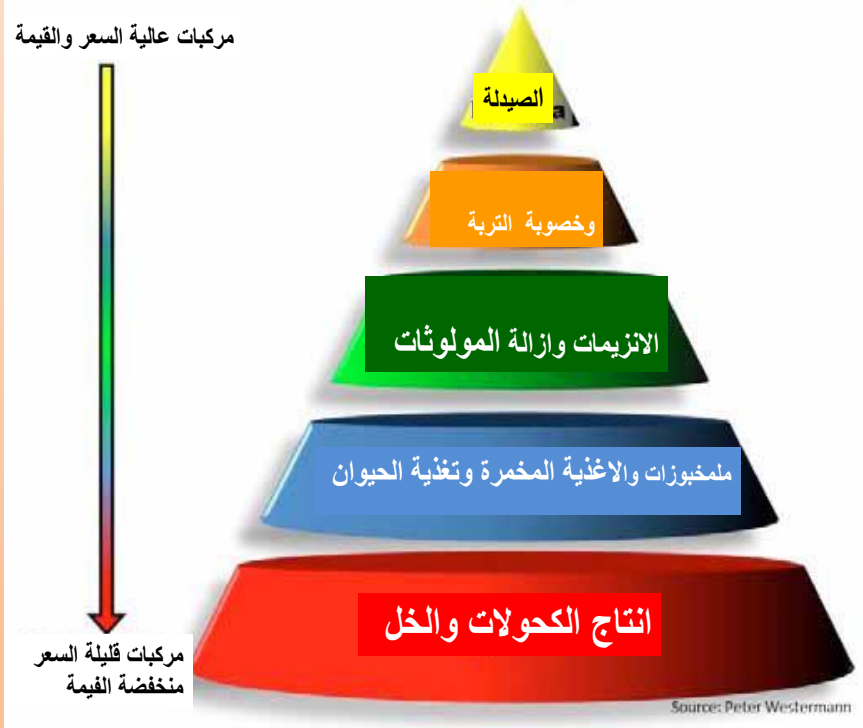 مركبات عالية السعر والقيمة
الصيدلة
وخصوبة التربة
الانزيمات وازالة المولوثات
ملمخبوزات والاغذية المخمرة وتغذية الحيوان
انتاج الكحولات والخل
مركبات قليلة السعر
منخفضة الفيمة
Source: Peter Westermann